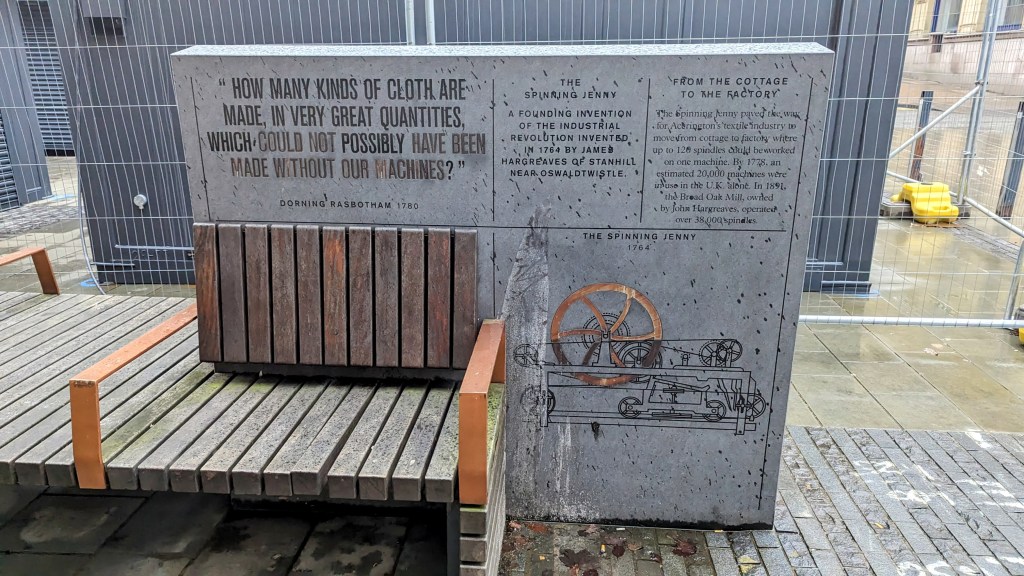 “ HOW MANY KINDS OF CLOTH ARE
MADE, IN VERY GREAT QUANTITIES,
WHICH COULD NOT POSSIBLY HAVE BEEN
MADE WITHOUT OUR MACHINES? ”
DORNING RASBOTHAM 1780
THE
SPINNING JENNY
A FOUNDING INVENTION
OF THE INDUSTRIAL
REVOLUTION INVENTED
IN 1764 BY JAMES
HARGREAVES OF STANHILL
NEAR OSWALDTWISTLE.
FROM THE COTTAGE
TO THE FACTORY
The Spinning Jenny paved the way
for Accrington's textile industry to
move from cottage to factory where
up to 120 spindles could be worked
on one machine. By 1778, an
estimated 20,000 machines were
in use in the U.K. alone. In 1891,
the Broad Oak Mill, owned
by John Hargreaves, operated
over 38,000 spindles.
THE SPINNING JENNY
1764